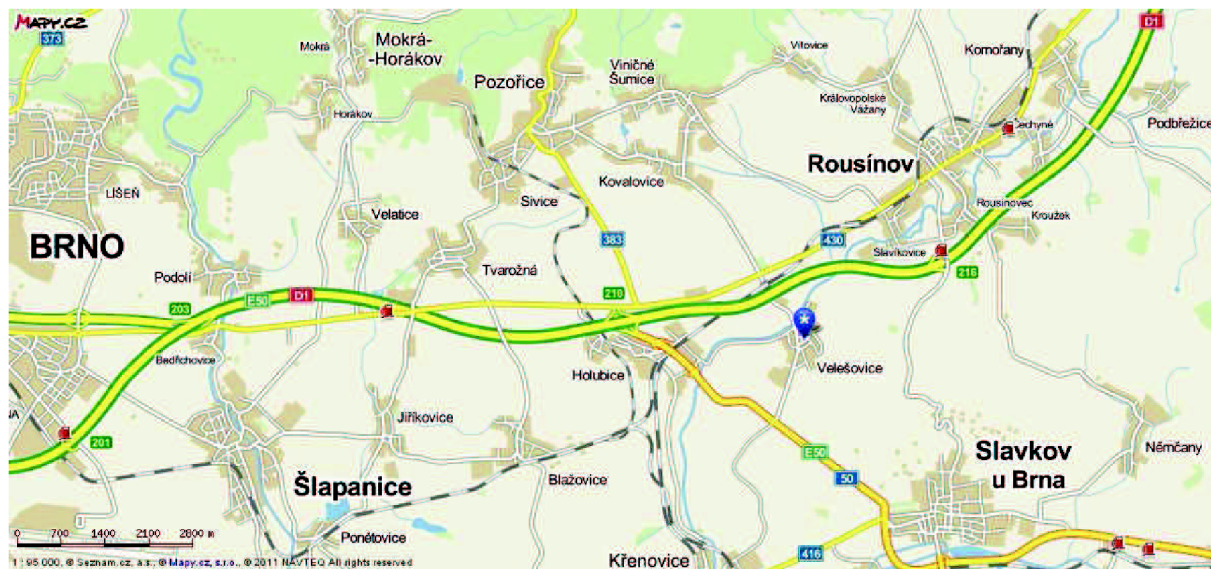 MAPY.CZ
373
Mokrá
Mokrá-
-Horákov
Pozořice
Viničné
Šumice
Vítovice
Komořany
D1
Horákov
Královopolské
Vážany
Čechyně
Podbřežice
LÍŠEŇ
Kovalovice
Rousínov
Velatice
Sivice
Rousínovec
Kroužek
BRNO
383
430
Slavíkovice
Podolí
Tvarožná
216
E50
D1
210
203
Bedřichovice
Holubice
Velešovice
NA
Jiříkovice
201
E50
Slavkov
u Brna
Němčany
Šlapanice
Blažovice
50
0 700 1400 2100 2800 m
Ponětovice
Křenovice
416
1 : 95 000, © Seznam.cz, a.s., © Mapy.cz, s.r.o., © 2011 NAVTEQ All rights reserved